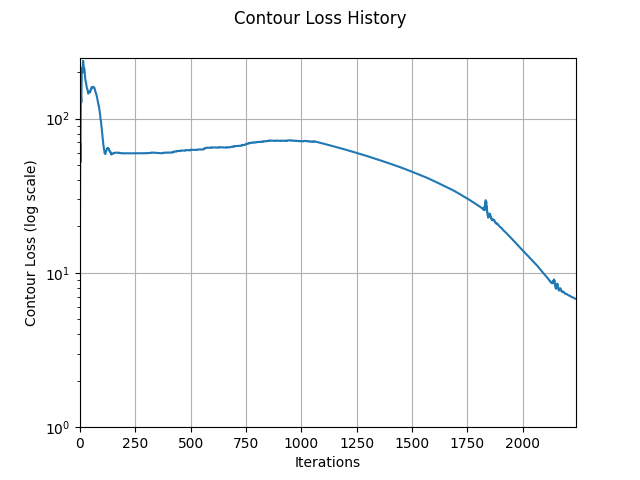 Contour Loss History
Contour Loss (log scale)
10²
10¹
10⁰
0 250 500 750 1000 1250 1500 1750 2000
Iterations